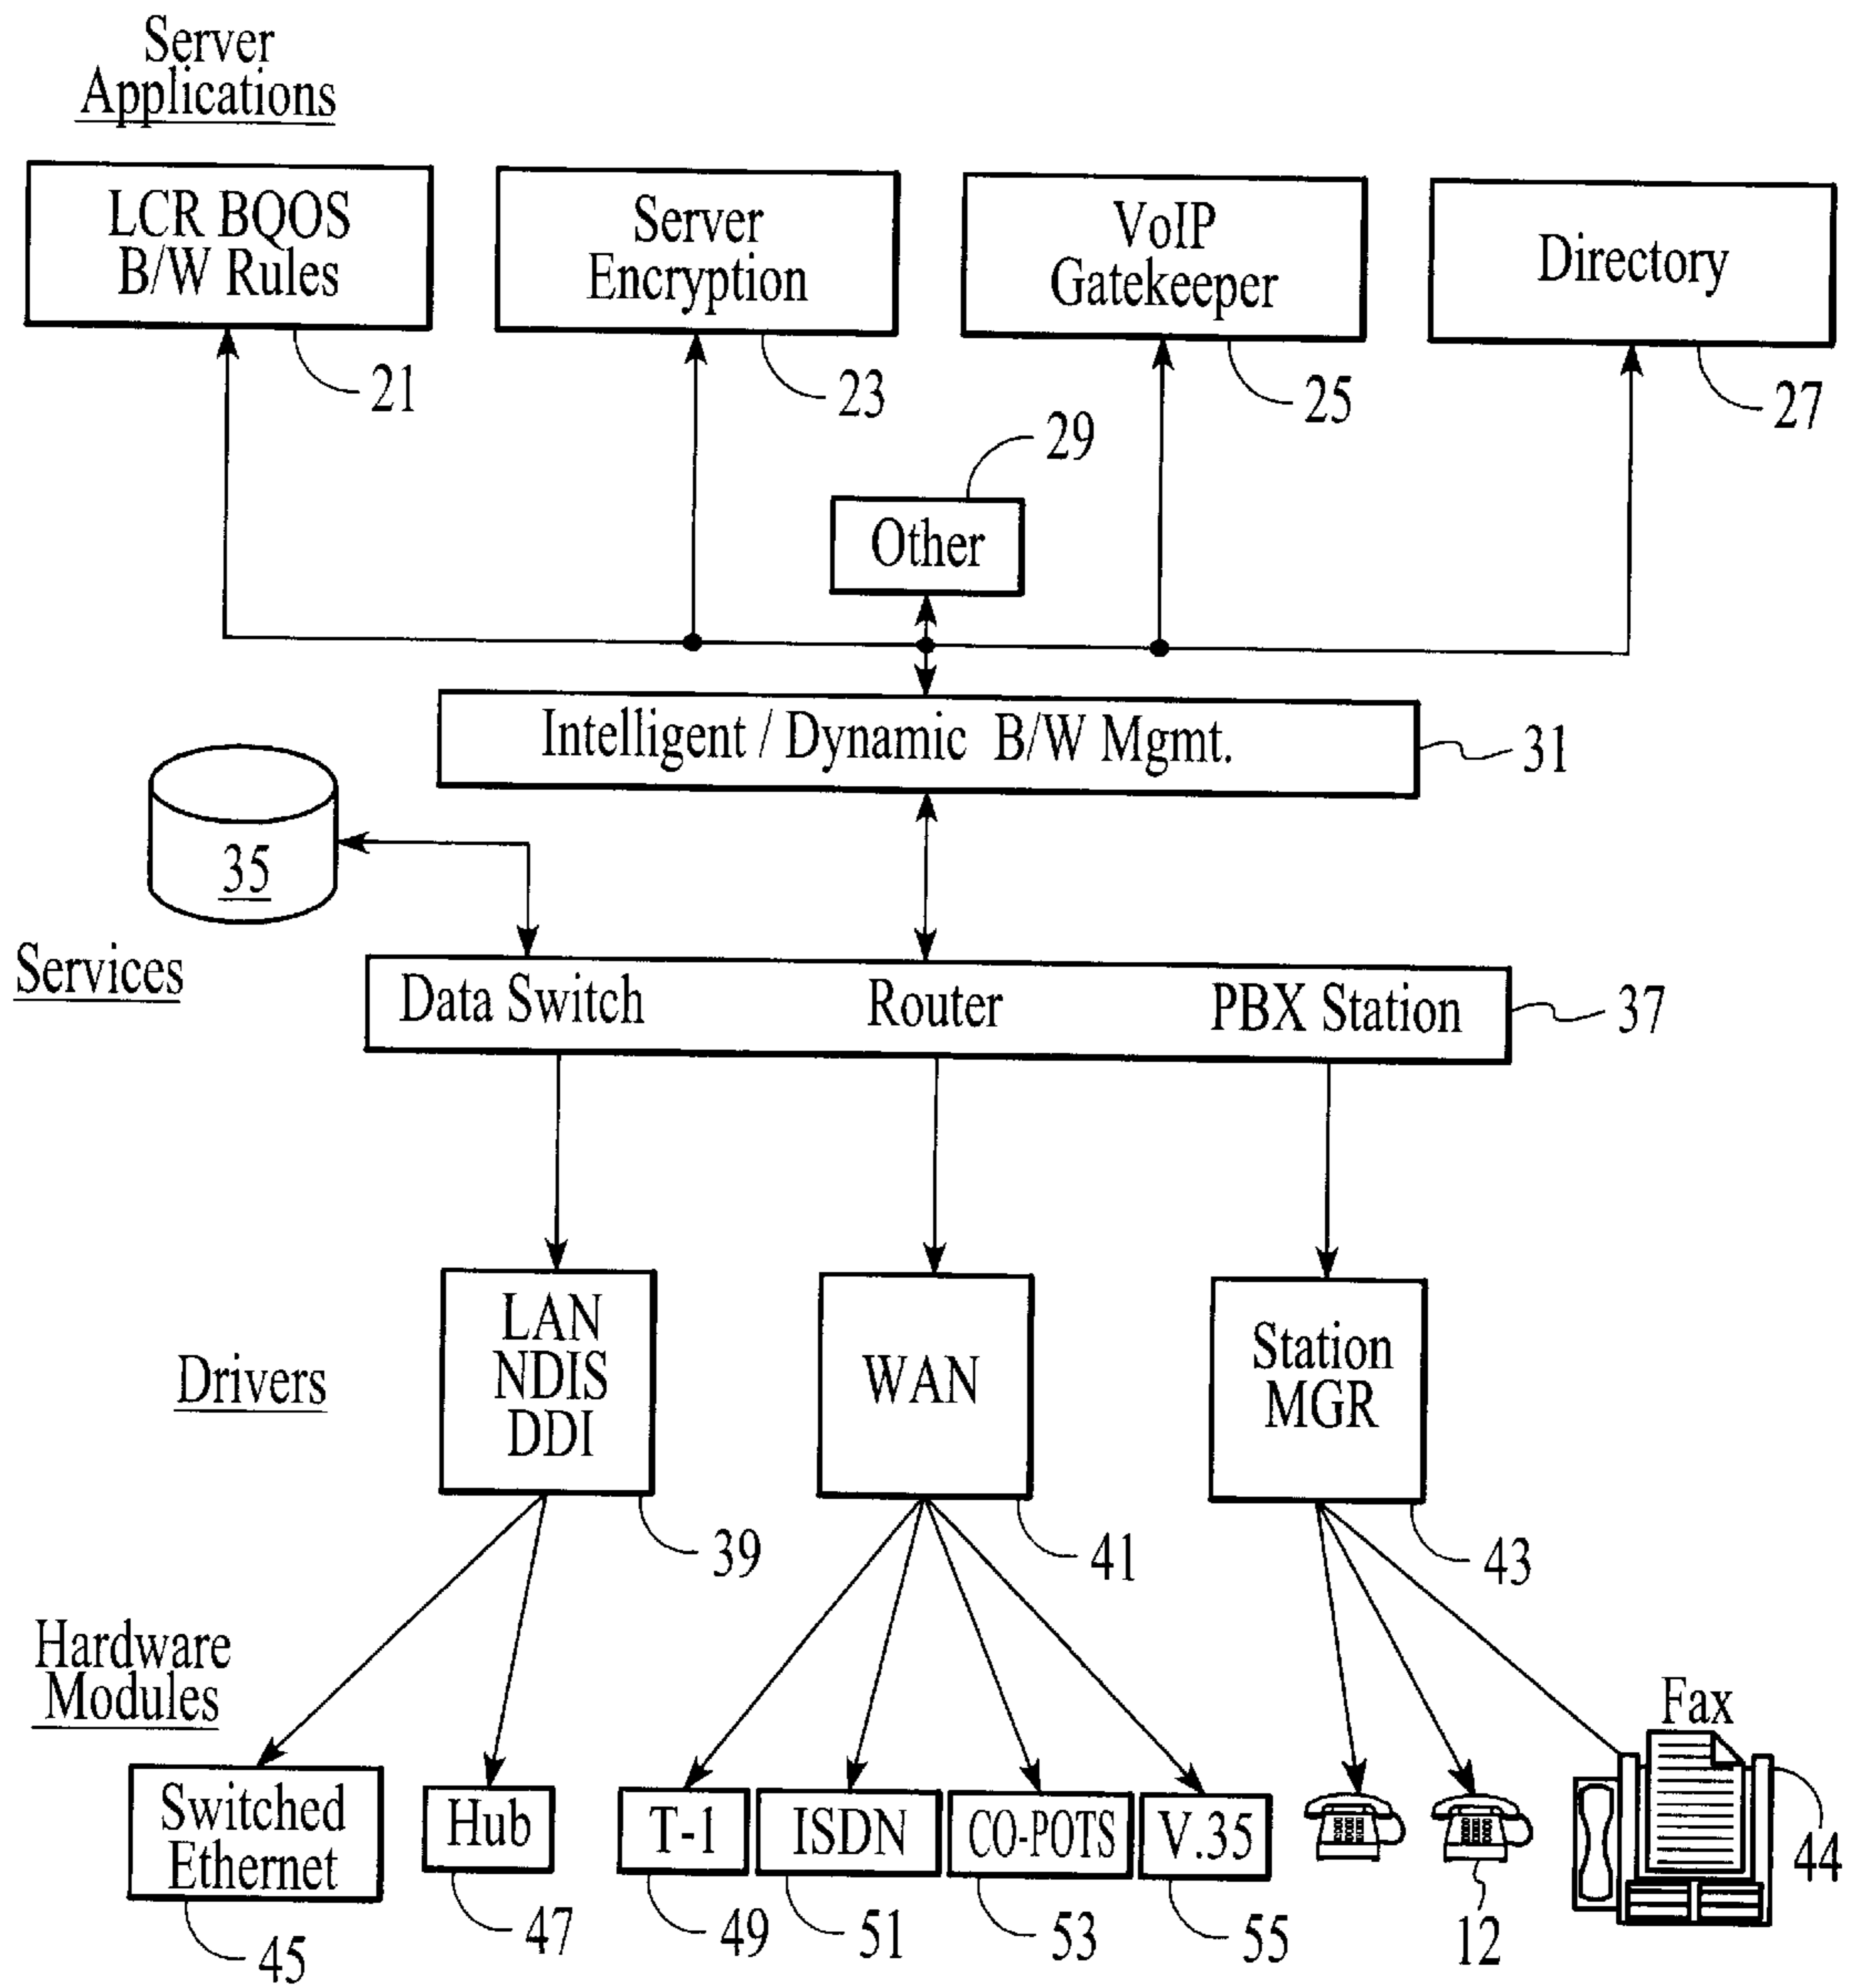 Server
Applications
LCR BQOS
B/W Rules
Server
Encryption
VoIP
Gatekeeper
Directory
21
23
25
27
29
Other
Intelligent / Dynamic B/W Mgmt.
31
35
Services
Data Switch
Router
PBX Station
37
Drivers
LAN
NDIS
DDI
WAN
Station
MGR
39
41
43
Hardware
Modules
Fax
Switched
Ethernet
Hub
T-1
ISDN
CO-POTS
V.35
44
45
47
49
51
53
55
12